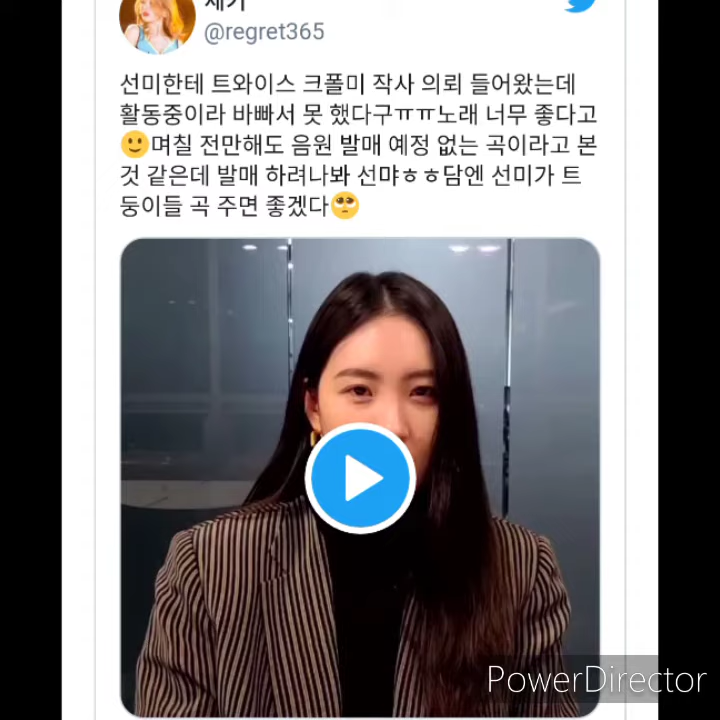 @regret365
선미한테 트와이스 크폴미 작사 의뢰 들어왔는데
활동중이라 바빠서 못 했다구ㅠㅠ노래 너무 좋다고
🙂며칠 전만해도 음원 발매 예정 없는 곡이라고 본
것 같은데 발매 하려나봐 선먀ㅎㅎ담엔 선미가 트
둥이들 곡 주면 좋겠다🥺
PowerDirector